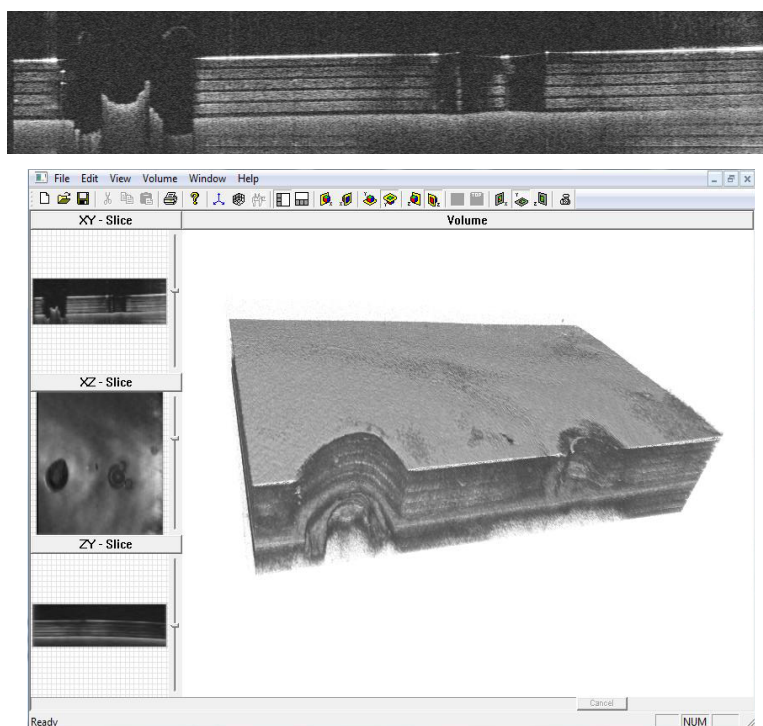 File Edit View Volume Window Help
XY - Slice
Volume
XZ - Slice
ZY - Slice
Cancel
Ready
NUM